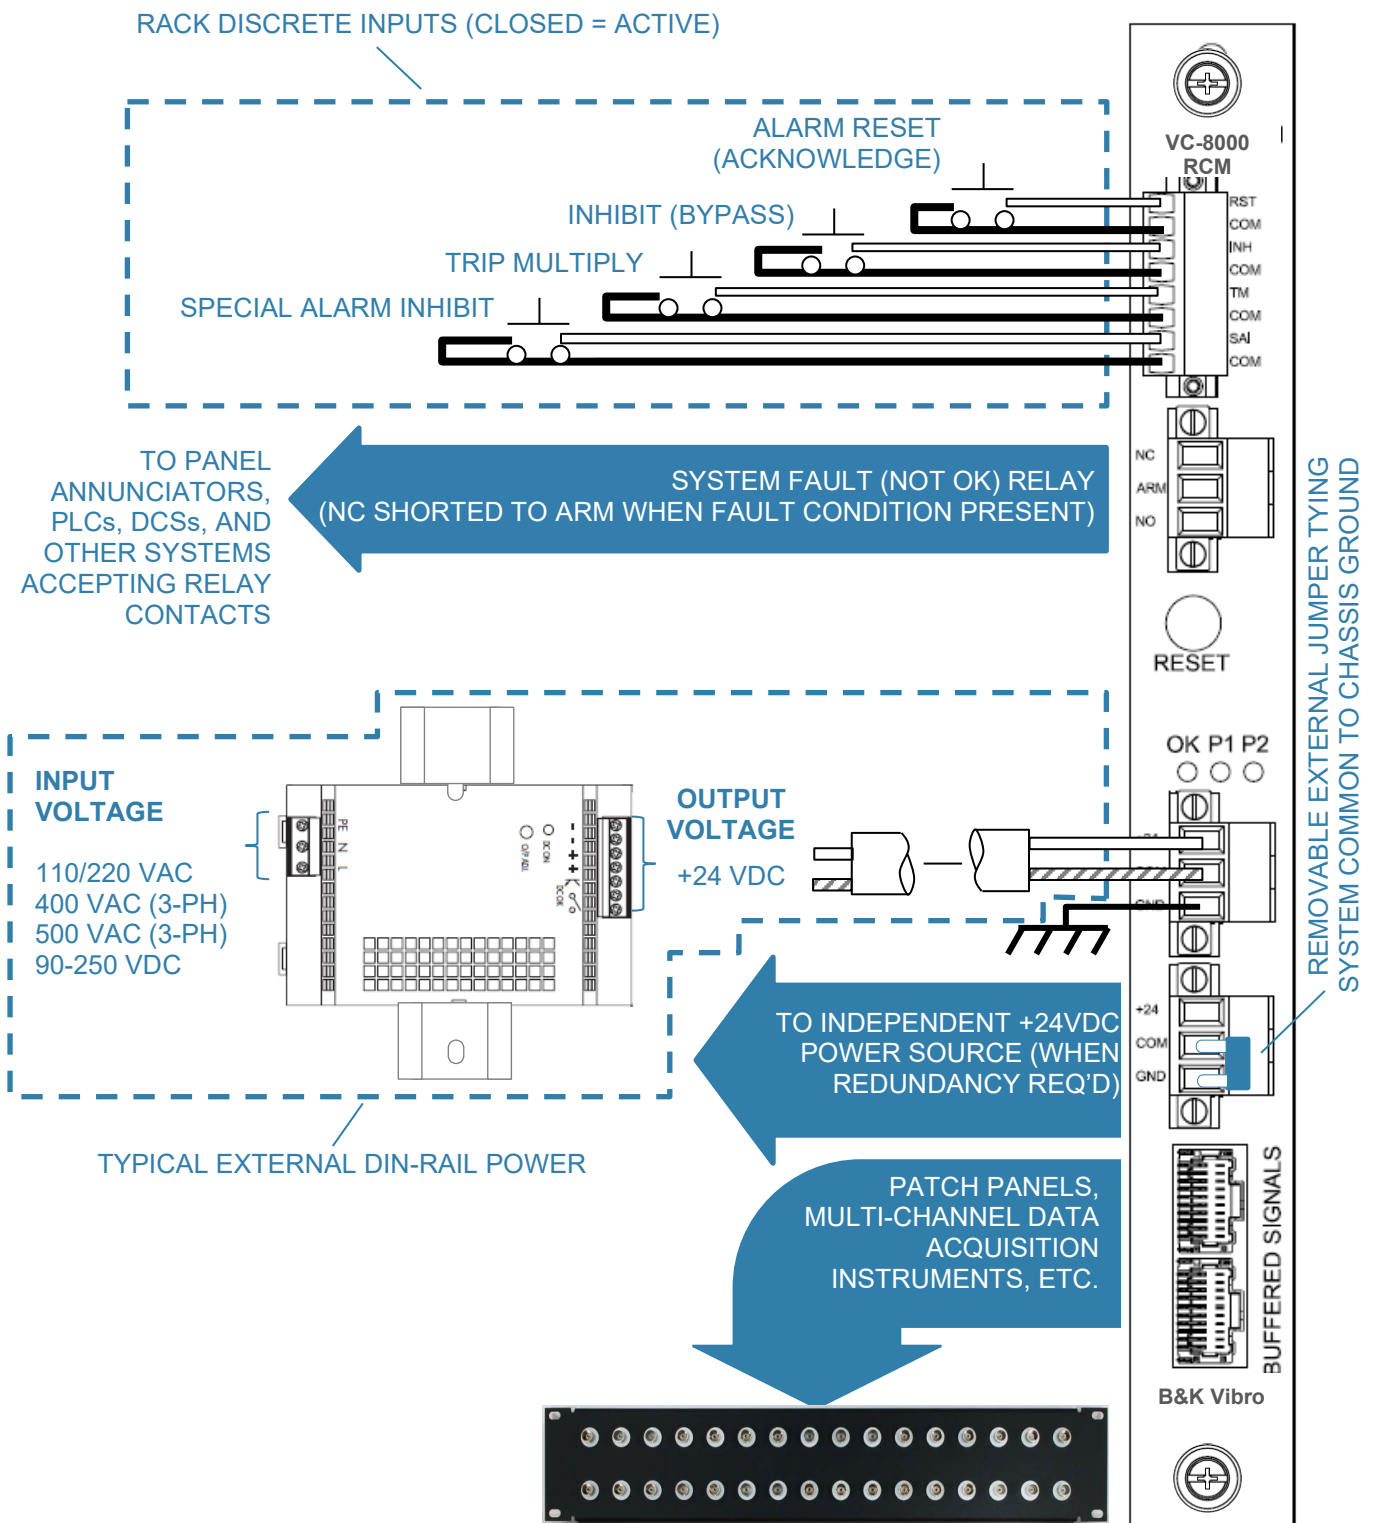 RACK DISCRETE INPUTS (CLOSED = ACTIVE)
ALARM RESET
(ACKNOWLEDGE)
INHIBIT (BYPASS)
TRIP MULTIPLY
SPECIAL ALARM INHIBIT
VC-8000
RCM
RST
COM
INH
COM
TM
COM
SAI
COM
TO PANEL
ANNUNCIATORS,
PLCs, DCSs, AND
OTHER SYSTEMS
ACCEPTING RELAY
CONTACTS
SYSTEM FAULT (NOT OK) RELAY
(NC SHORTED TO ARM WHEN FAULT CONDITION PRESENT)
NC
ARM
NO
RESET
REMOVABLE EXTERNAL JUMPER TYING
SYSTEM COMMON TO CHASSIS GROUND
OK P1 P2
INPUT
VOLTAGE
110/220 VAC
400 VAC (3-PH)
500 VAC (3-PH)
90-250 VDC
PE N L
DC ON
O/P ADJ.
- + + K
DC OK
OUTPUT
VOLTAGE
+24 VDC
GND
TO INDEPENDENT +24VDC
POWER SOURCE (WHEN
REDUNDANCY REQ'D)
+24
COM
GND
TYPICAL EXTERNAL DIN-RAIL POWER
PATCH PANELS,
MULTI-CHANNEL DATA
ACQUISITION
INSTRUMENTS, ETC.
BUFFERED SIGNALS
B&K Vibro